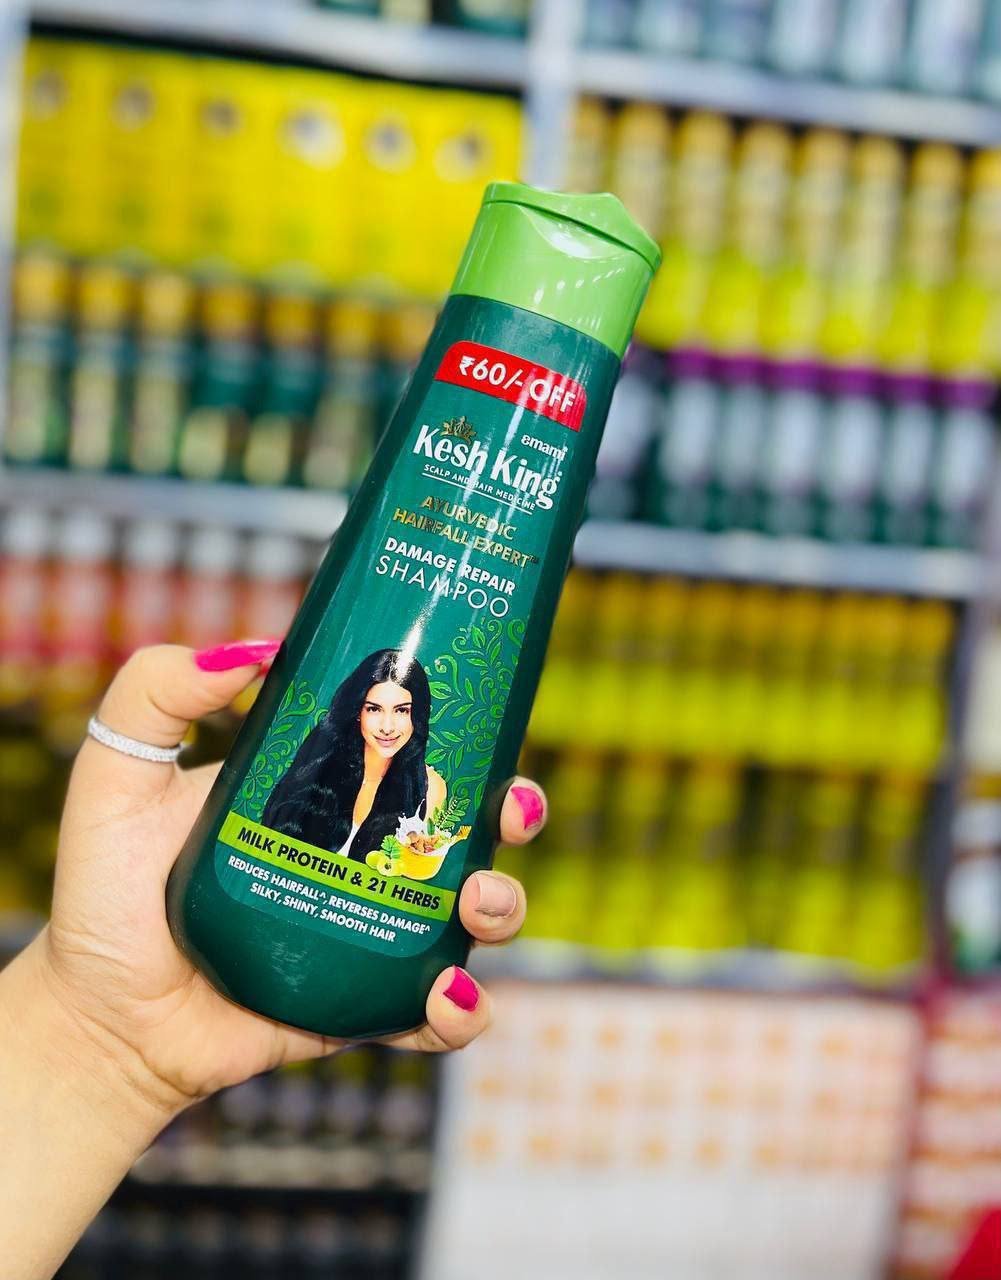 ₹60/- OFF
emami
Kesh King
SCALP AND HAIR MEDICINE
AYURVEDIC
HAIRFALL EXPERT™
DAMAGE REPAIR
SHAMPOO
MILK PROTEIN & 21 HERBS
REDUCES HAIRFALL^, REVERSES DAMAGE^
SILKY, SHINY, SMOOTH HAIR